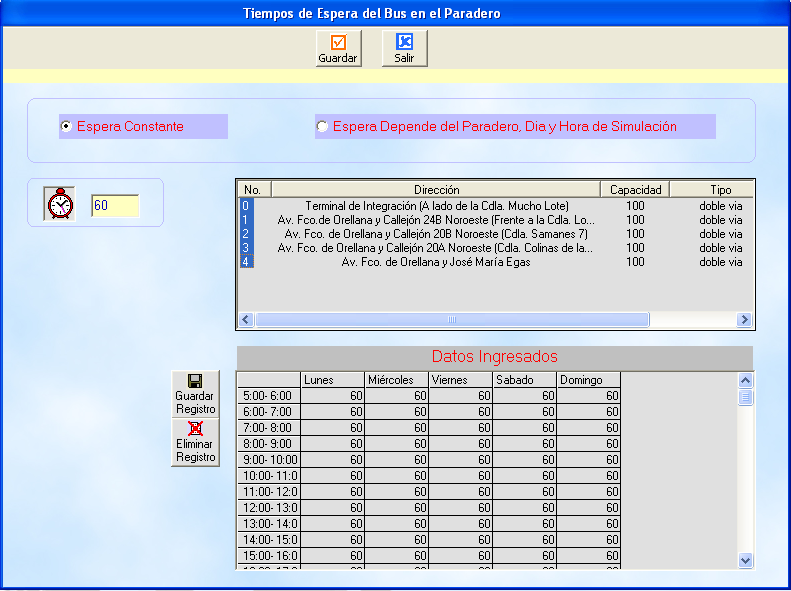 Tiempos de Espera del Bus en el Paradero
Guardar Salir
Espera Constante Espera Depende del Paradero, Dia y Hora de Simulación
60
No. Dirección Capacidad Tipo
0 Terminal de Integración (A lado de la Cdla. Mucho Lote) 100 doble via
1 Av. Fco.de Orellana y Callejón 24B Noroeste (Frente a la Cdla. Lo... 100 doble via
2 Av. Fco. de Orellana y Callejón 20B Noroeste (Cdla. Samanes 7) 100 doble via
3 Av. Fco. de Orellana y Callejón 20A Noroeste (Cdla. Colinas de la... 100 doble via
4 Av. Fco. de Orellana y José María Egas 100 doble via
Datos Ingresados
Guardar
Registro
Eliminar
Registro
Lunes Miércoles Viernes Sabado Domingo
5:00- 6:00 60 60 60 60 60
6:00- 7:00 60 60 60 60 60
7:00- 8:00 60 60 60 60 60
8:00- 9:00 60 60 60 60 60
9:00- 10:00 60 60 60 60 60
10:00- 11:0 60 60 60 60 60
11:00- 12:0 60 60 60 60 60
12:00- 13:0 60 60 60 60 60
13:00- 14:0 60 60 60 60 60
14:00- 15:0 60 60 60 60 60
15:00- 16:0 60 60 60 60 60